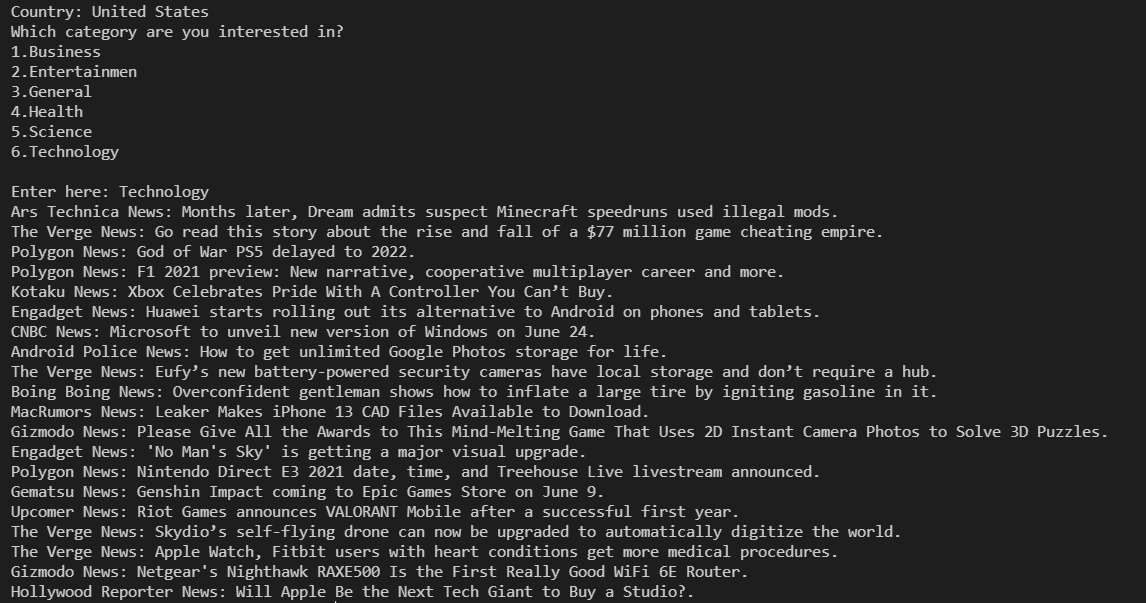 Country: United States
Which category are you interested in?
1.Business
2.Entertainmen
3.General
4.Health
5.Science
6.Technology
Enter here: Technology
Ars Technica News: Months later, Dream admits suspect Minecraft speedruns used illegal mods.
The Verge News: Go read this story about the rise and fall of a $77 million game cheating empire.
Polygon News: God of War PS5 delayed to 2022.
Polygon News: F1 2021 preview: New narrative, cooperative multiplayer career and more.
Kotaku News: Xbox Celebrates Pride With A Controller You Can’t Buy.
Engadget News: Huawei starts rolling out its alternative to Android on phones and tablets.
CNBC News: Microsoft to unveil new version of Windows on June 24.
Android Police News: How to get unlimited Google Photos storage for life.
The Verge News: Eufy’s new battery-powered security cameras have local storage and don’t require a hub.
Boing Boing News: Overconfident gentleman shows how to inflate a large tire by igniting gasoline in it.
MacRumors News: Leaker Makes iPhone 13 CAD Files Available to Download.
Gizmodo News: Please Give All the Awards to This Mind-Melting Game That Uses 2D Instant Camera Photos to Solve 3D Puzzles.
Engadget News: 'No Man's Sky' is getting a major visual upgrade.
Polygon News: Nintendo Direct E3 2021 date, time, and Treehouse Live livestream announced.
Gematsu News: Genshin Impact coming to Epic Games Store on June 9.
Upcomer News: Riot Games announces VALORANT Mobile after a successful first year.
The Verge News: Skydio’s self-flying drone can now be upgraded to automatically digitize the world.
The Verge News: Apple Watch, Fitbit users with heart conditions get more medical procedures.
Gizmodo News: Netgear's Nighthawk RAXE500 Is the First Really Good WiFi 6E Router.
Hollywood Reporter News: Will Apple Be the Next Tech Giant to Buy a Studio?.